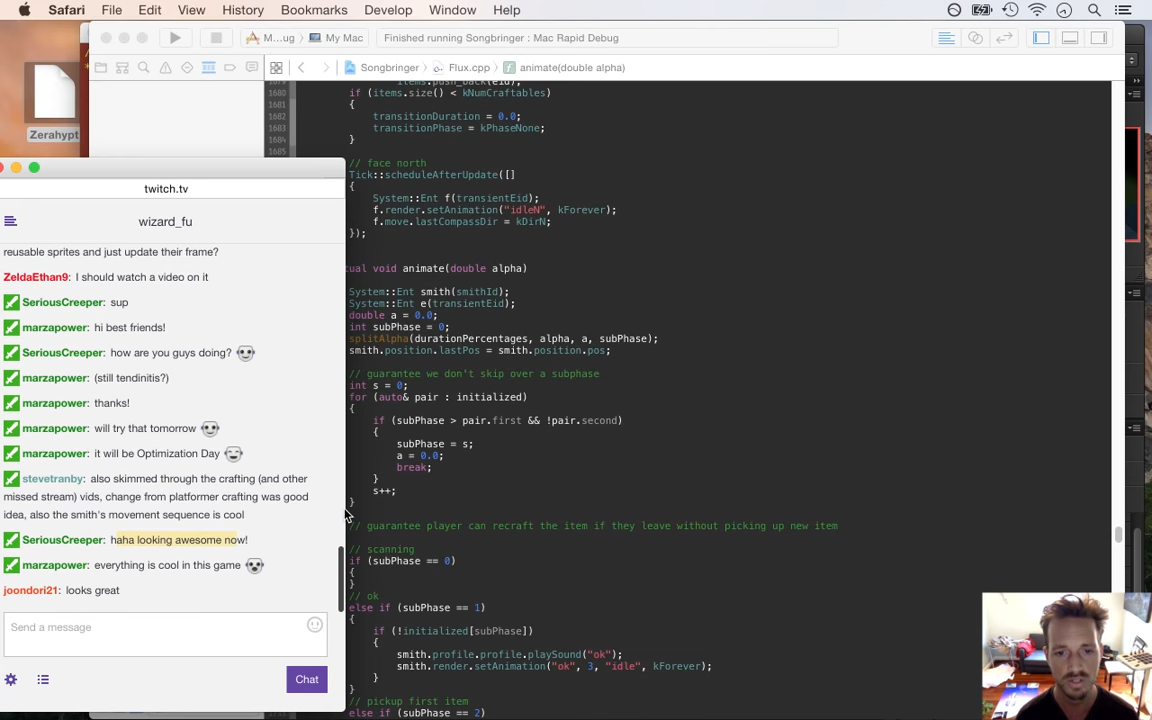 Safari File Edit View History Bookmarks Develop Window Help
M...ug My Mac Finished running Songbringer : Mac Rapid Debug
Songbringer Flux.cpp animate(double alpha)
Zerahypt
1680 if (items.size() < kNumCraftables)
1681 {
1682 transitionDuration = 0.0;
1683 transitionPhase = kPhaseNone;
1684 }
1685
// face north
Tick::scheduleAfterUpdate([]
{
System::Ent f(transientEid);
f.render.setAnimation("idleN", kForever);
f.move.lastCompassDir = kDirN;
});
tual void animate(double alpha)
System::Ent smith(smithId);
System::Ent e(transientEid);
double a = 0.0;
int subPhase = 0;
splitAlpha(durationPercentages, alpha, a, subPhase);
smith.position.lastPos = smith.position.pos;
// guarantee we don't skip over a subphase
int s = 0;
for (auto& pair : initialized)
{
if (subPhase > pair.first && !pair.second)
{
subPhase = s;
a = 0.0;
break;
}
s++;
}
// guarantee player can recraft the item if they leave without picking up new item
// scanning
if (subPhase == 0)
{
}
// ok
else if (subPhase == 1)
{
if (!initialized[subPhase])
{
smith.profile.profile.playSound("ok");
smith.render.setAnimation("ok", 3, "idle", kForever);
}
}
// pickup first item
else if (subPhase == 2)
twitch.tv
wizard_fu
reusable sprites and just update their frame?
ZeldaEthan9: I should watch a video on it
SeriousCreeper: sup
marzapower: hi best friends!
SeriousCreeper: how are you guys doing?
marzapower: (still tendinitis?)
marzapower: thanks!
marzapower: will try that tomorrow
marzapower: it will be Optimization Day
stevetranby: also skimmed through the crafting (and other
missed stream) vids, change from platformer crafting was good
idea, also the smith's movement sequence is cool
SeriousCreeper: haha looking awesome now!
marzapower: everything is cool in this game
joondori21: looks great
Send a message
Chat